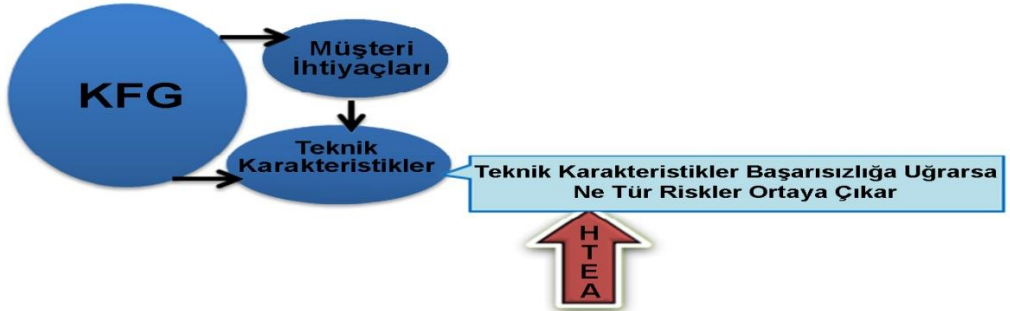 KFG
Müşteri
İhtiyaçları
Teknik
Karakteristikler
Teknik Karakteristikler Başarısızlığa Uğrarsa
Ne Tür Riskler Ortaya Çıkar
H
T
E
A